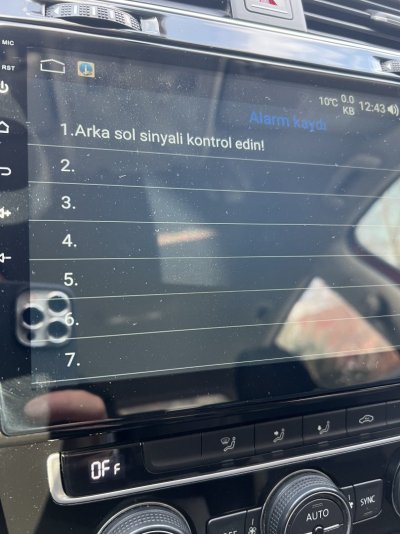 MIC
RST
10°C 0.0 KB 12:43
Alarm kaydı
1.Arka sol sinyali kontrol edin!
2.
3.
4.
5.
6.
7.
OFF
AUTO
SYNC
OFF